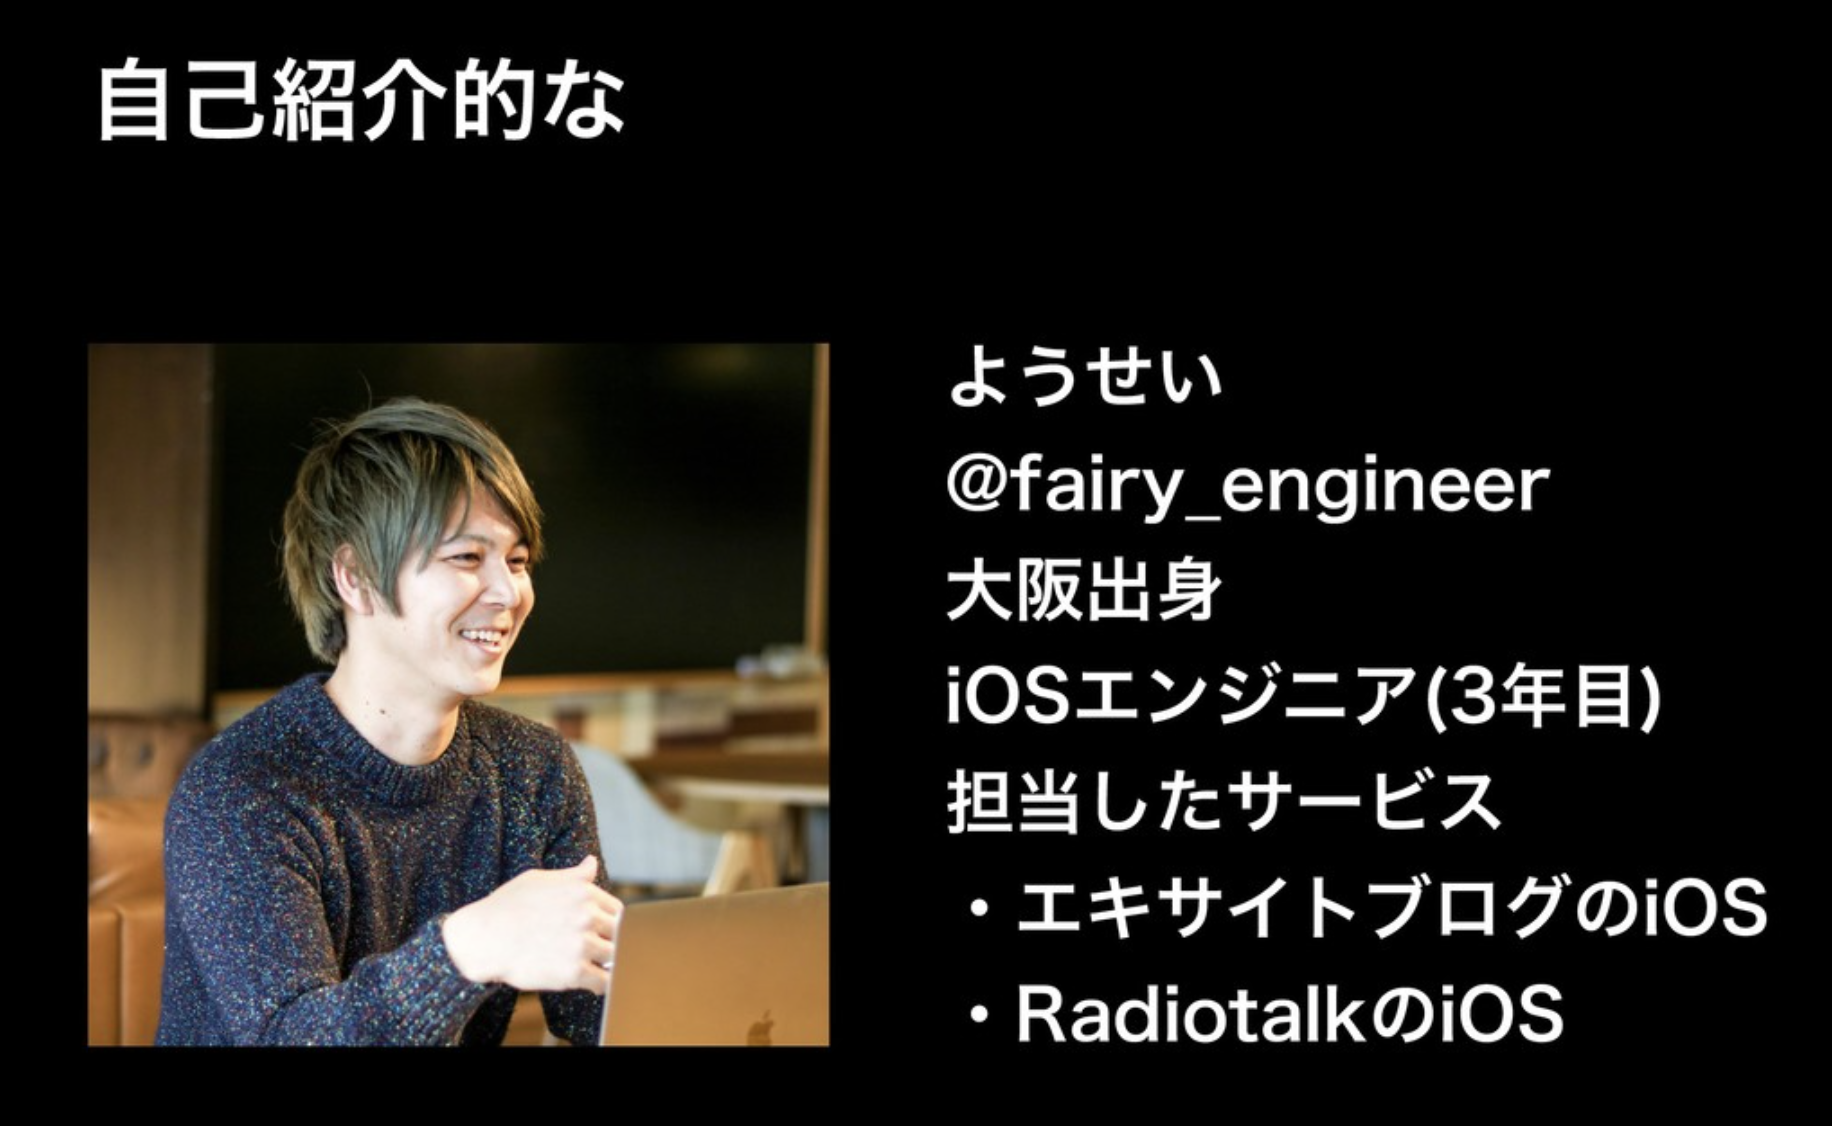 自己紹介的な
ようせい
@fairy_engineer
大阪出身
iOSエンジニア(3年目)
担当したサービス
・エキサイトブログのiOS
・RadiotalkのiOS